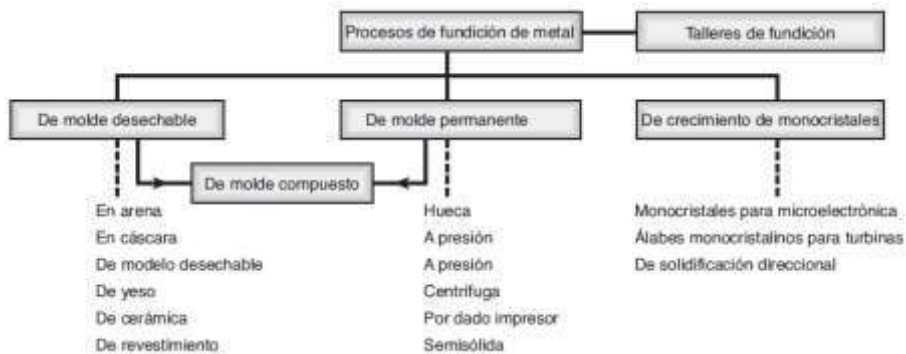 Procesos de fundición de metal
Talleres de fundición
De molde desechable
De molde permanente
De crecimiento de monocristales
De molde compuesto
En arena
En cáscara
De modelo desechable
De yeso
De cerámica
De revestimiento
Hueca
A presión
A presión
Centrífuga
Por dado impresor
Semisólida
Monocristales para microelectrónica
Álabes monocristalinos para turbinas
De solidificación direccional